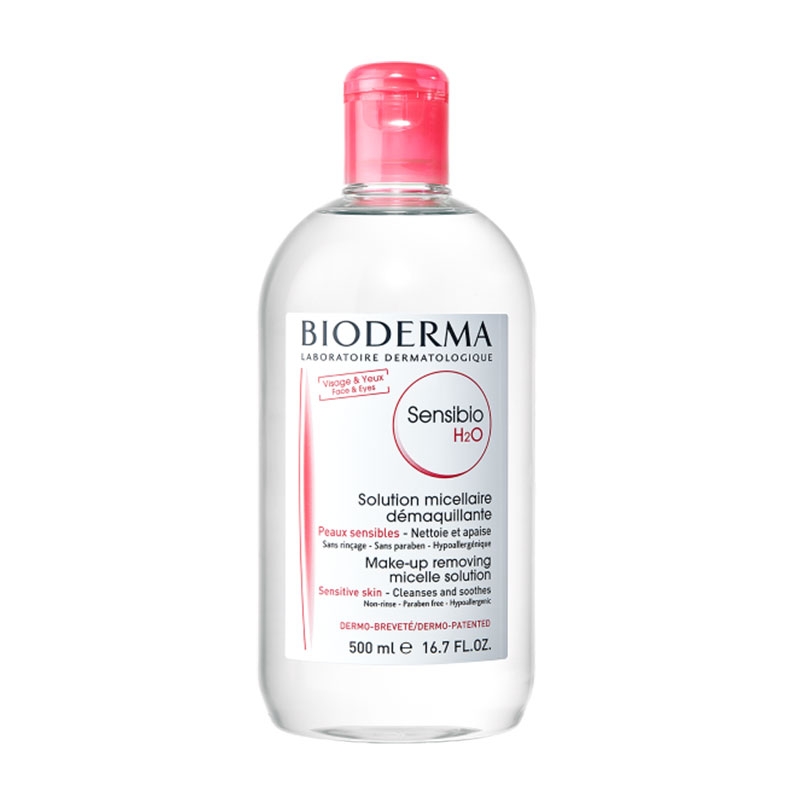 BIODERMA
LABORATOIRE DERMATOLOGIQUE
Visage & Yeux
Face & Eyes
Sensibio
H2O
Solution micellaire
démaquillante
Peaux sensibles - Nettoie et apaise
Sans rinçage - Sans paraben - Hypoallergénique
Make-up removing
micelle solution
Sensitive skin - Cleanses and soothes
Non-rinse - Paraben free - Hypoallergenic
DERMO-BREVETÉ/DERMO-PATENTED
500 ml ℮ 16.7 FL.OZ.